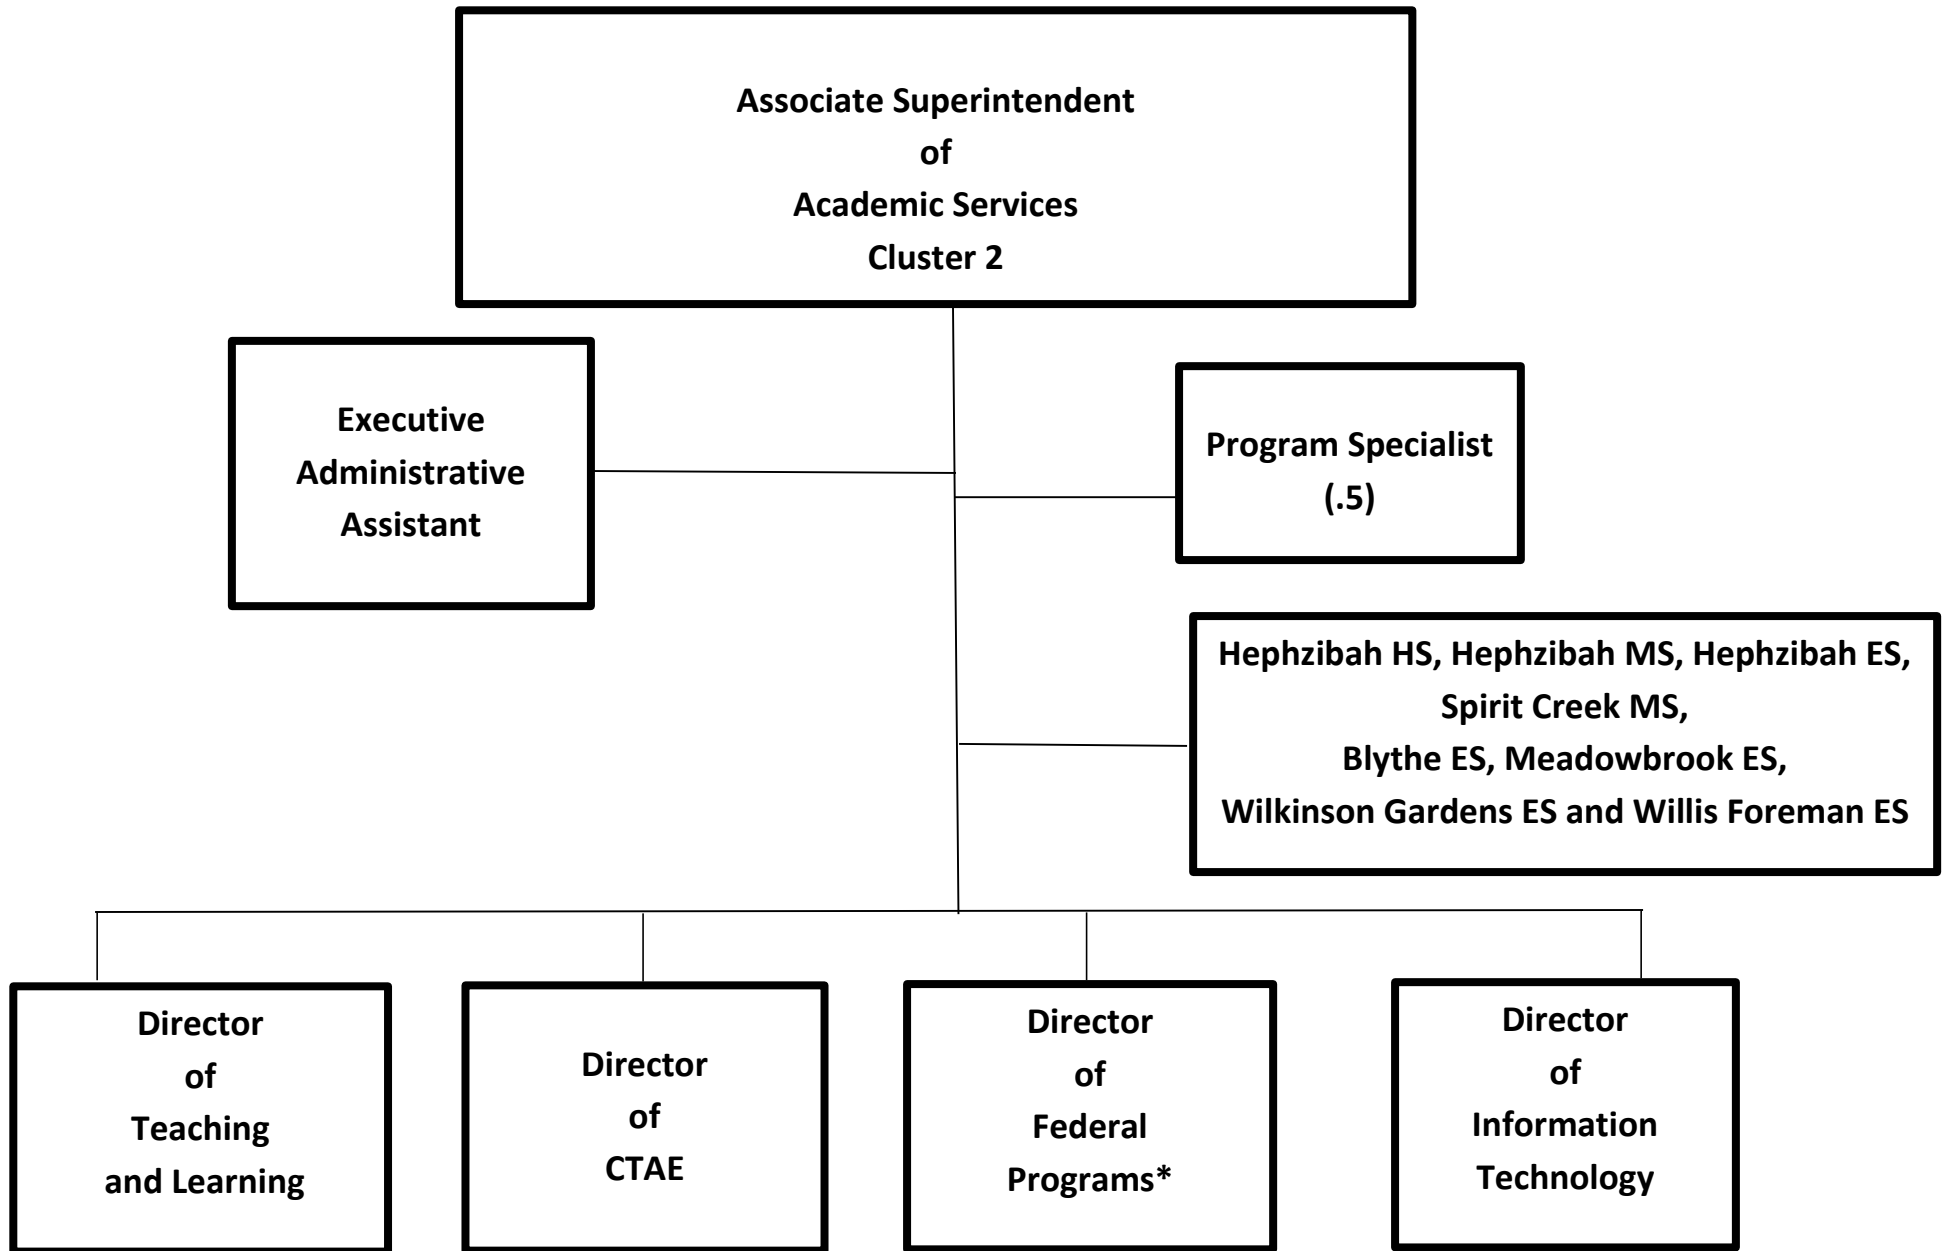 Associate Superintendent
of
Academic Services
Cluster 2
Executive
Administrative
Assistant
Program Specialist
(.5)
Hephzibah HS, Hephzibah MS, Hephzibah ES,
Spirit Creek MS,
Blythe ES, Meadowbrook ES,
Wilkinson Gardens ES and Willis Foreman ES
Director
of
Teaching
and Learning
Director
of
CTAE
Director
of
Federal
Programs*
Director
of
Information
Technology